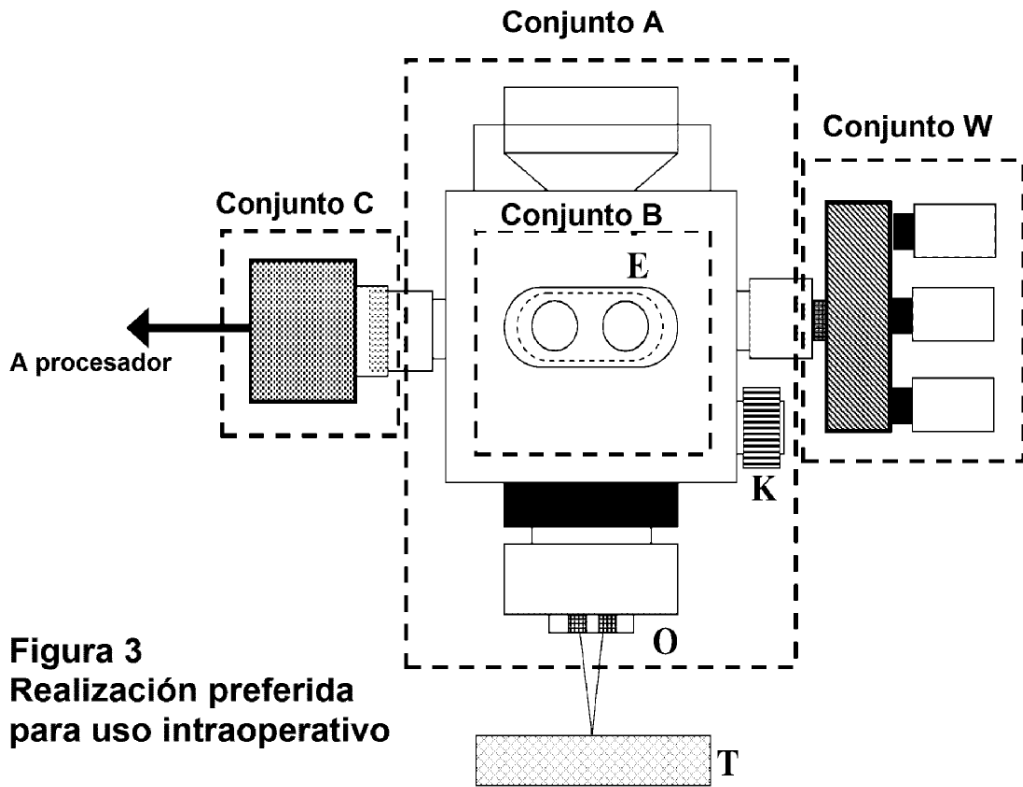 Conjunto A
Conjunto W
Conjunto C
Conjunto B
E
A procesador
K
O
Figura 3
Realización preferida
para uso intraoperativo
T